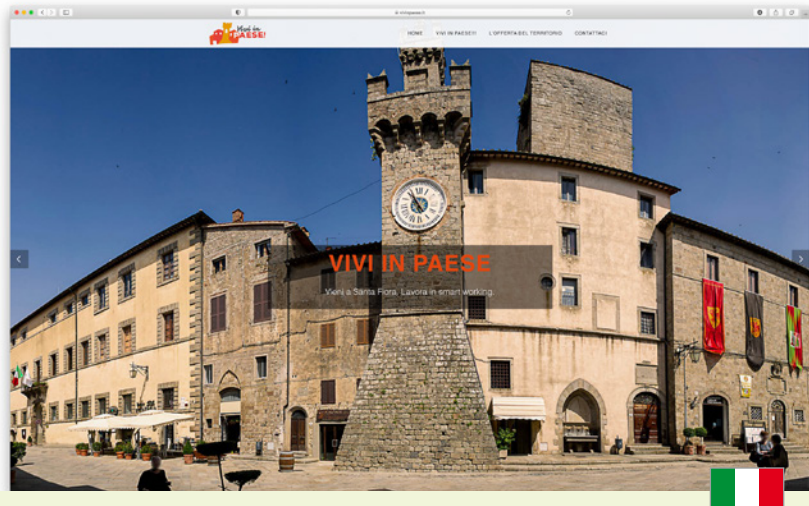 Vivi in
PAESE!
HOME VIVI IN PAESE!!! L'OFFERTA DEL TERRITORIO CONTATTACI
VIVI IN PAESE
Vieni a Santa Fiora. Lavora in smart working.